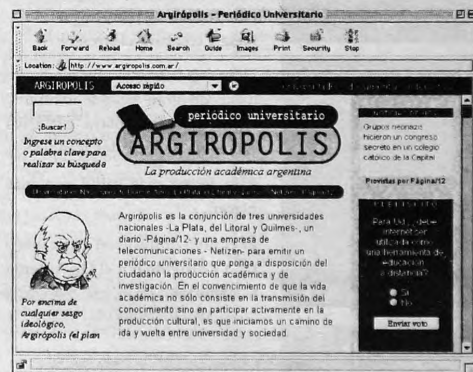 Argirópolis - Periódico Universitario
Back Forward Reload Home Search Guide Images Print Security Stop
Location: http://www.argiropolis.com.ar/
ARGIROPOLIS Acceso rápido
¡Buscar!
Ingrese un concepto
o palabra clave para
realizar su búsqueda
periódico universitario
ARGIROPOLIS
La producción académica argentina
Grupos neonazis
hicieron un congreso
secreto en un colegio
católico de la Capital
Provistas por Página/12
Argirópolis es la conjunción de tres universidades
nacionales -La Plata, del Litoral y Quilmes-, un
diario -Página/12- y una empresa de
telecomunicaciones - Netizen- para emitir un
periódico universitario que ponga a disposición del
ciudadano la producción académica y de
investigación. En el convencimiento de que la vida
académica no sólo consiste en la transmisión del
conocimiento sino en participar activamente en la
producción cultural, es que iniciamos un camino de
ida y vuelta entre universidad y sociedad.
Por encima de
cualquier sesgo
ideológico,
Argirópolis (el plan
Para Ud., debe
internet ser
utilizada como
una herramienta de
educación
a distancia?
Si
No
Enviar voto